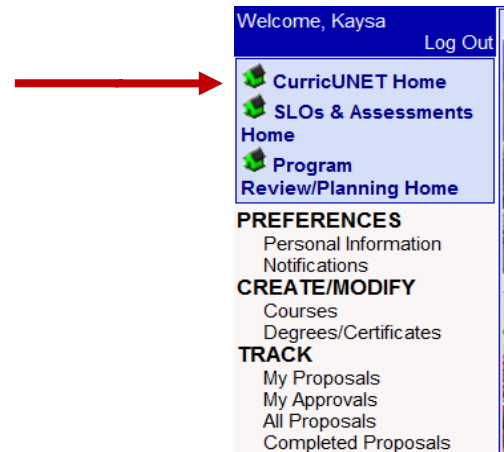 Welcome, Kaysa
Log Out
CurricUNET Home
SLOs & Assessments
Home
Program
Review/Planning Home
PREFERENCES
Personal Information
Notifications
CREATE/MODIFY
Courses
Degrees/Certificates
TRACK
My Proposals
My Approvals
All Proposals
Completed Proposals